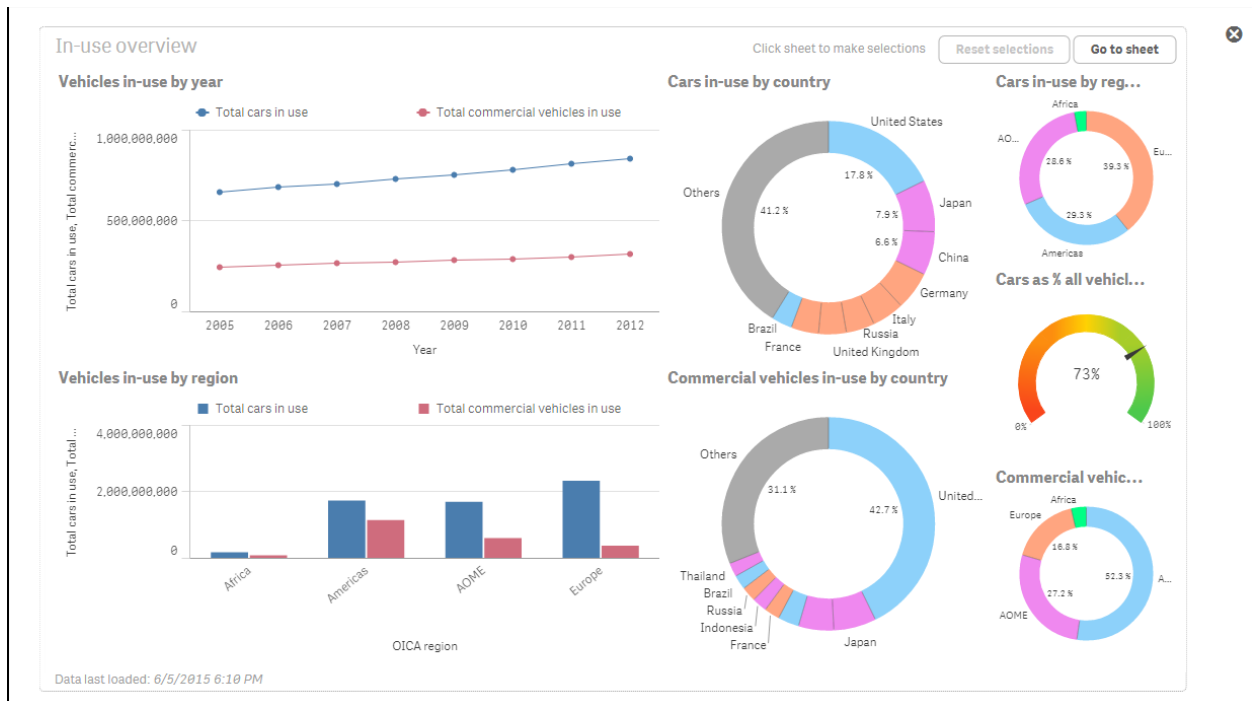 In-use overview
Click sheet to make selections
Reset selections
Go to sheet
Vehicles in-use by year
Total cars in use
Total commercial vehicles in use
Total cars in use, Total commerc...
1,000,000,000
500,000,000
0
2005 2006 2007 2008 2009 2010 2011 2012
Year
Cars in-use by country
United States
Others
17.8 %
41.2 %
7.9 %
Japan
6.6 %
China
Germany
Italy
Brazil
Russia
France
United Kingdom
Cars in-use by reg...
Africa
AO...
Eu...
28.6 %
39.3 %
29.3 %
Americas
Cars as % all vehicl...
73%
0%
100%
Vehicles in-use by region
Total cars in use
Total commercial vehicles in use
Total cars in use, Total...
4,000,000,000
2,000,000,000
0
Africa
Americas
AOME
Europe
OICA region
Commercial vehicles in-use by country
Others
31.1 %
United...
42.7 %
Thailand
Brazil
Russia
Indonesia
France
Japan
Commercial vehic...
Africa
Europe
16.8 %
52.3 %
A...
27.2 %
AOME
Data last loaded: 6/5/2015 6:10 PM